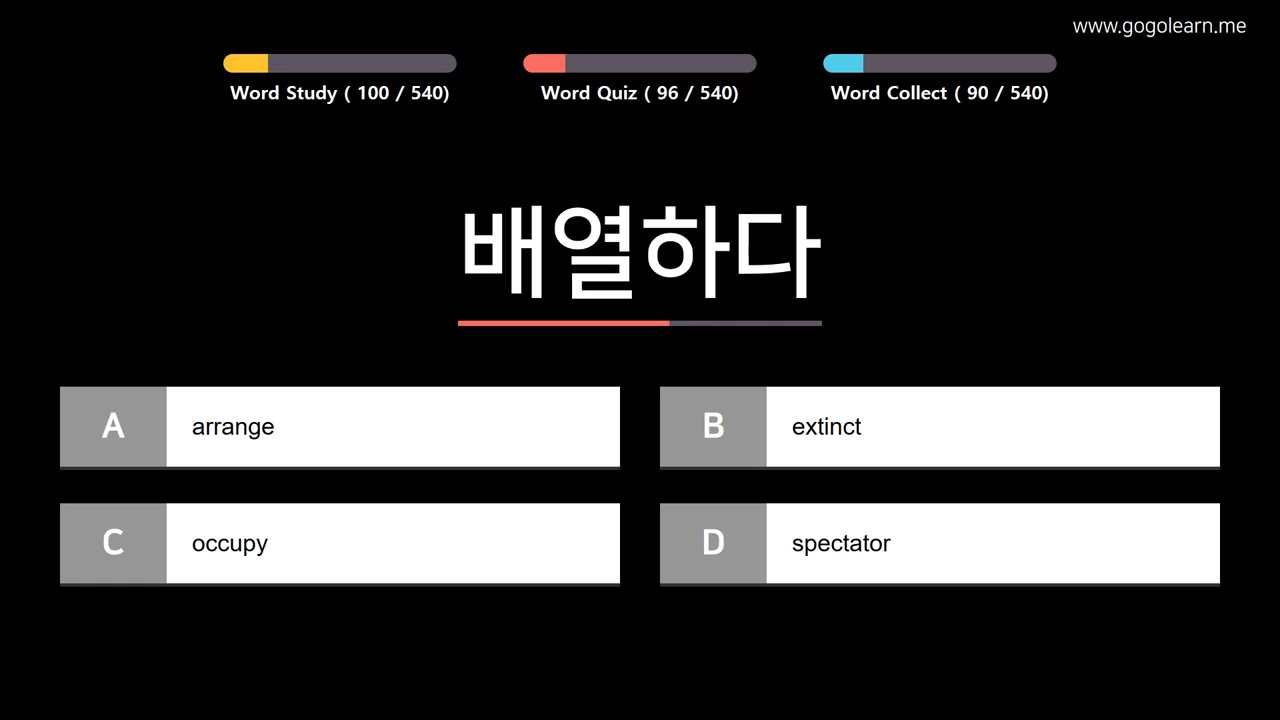 www.gogolearn.me
Word Study ( 100 / 540)
Word Quiz ( 96 / 540)
Word Collect ( 90 / 540)
배열하다
A arrange
B extinct
C occupy
D spectator